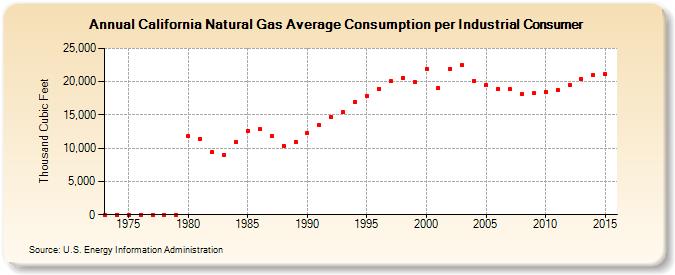 Annual California Natural Gas Average Consumption per Industrial Consumer
Thousand Cubic Feet
25,000
20,000
15,000
10,000
5,000
0
1975 1980 1985 1990 1995 2000 2005 2010 2015
Source: U.S. Energy Information Administration